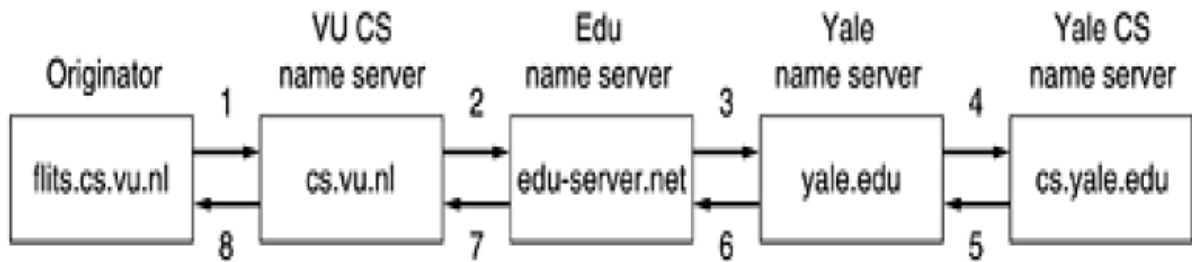 Originator
VU CS
name server
Edu
name server
Yale
name server
Yale CS
name server
1
2
3
4
flits.cs.vu.nl
cs.vu.nl
edu-server.net
yale.edu
cs.yale.edu
8
7
6
5